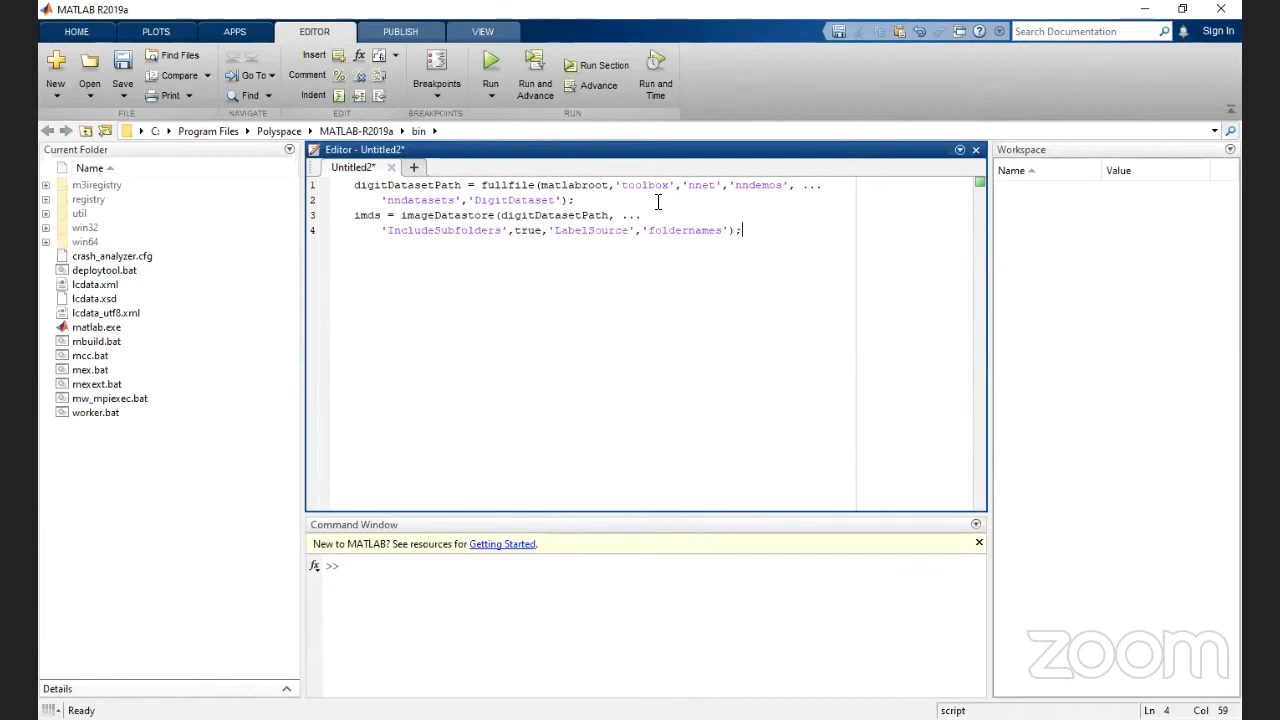 MATLAB R2019a
HOME PLOTS APPS EDITOR PUBLISH VIEW Search Documentation Sign In
New Open Save Find Files Compare Print Go To Find Insert Comment Indent Breakpoints Run Run and Advance Run Section Advance Run and Time
FILE NAVIGATE EDIT BREAKPOINTS RUN
C: Program Files Polyspace MATLAB-R2019a bin
Current Folder
Name
m3iregistry
registry
util
win32
win64
crash_analyzer.cfg
deploytool.bat
lcdata.xml
lcdata.xsd
lcdata_utf8.xml
matlab.exe
mbuild.bat
mcc.bat
mex.bat
mexext.bat
mw_mpiexec.bat
worker.bat
Details
Editor - Untitled2*
Untitled2*
1 digitDatasetPath = fullfile(matlabroot,'toolbox','nnet','nndemos', ...
2 'nndatasets','DigitDataset');
3 imds = imageDatastore(digitDatasetPath, ...
4 'IncludeSubfolders',true,'LabelSource','foldernames');
Command Window
New to MATLAB? See resources for Getting Started.
fx >>
Workspace
Name Value
zoom
Ready script Ln 4 Col 59